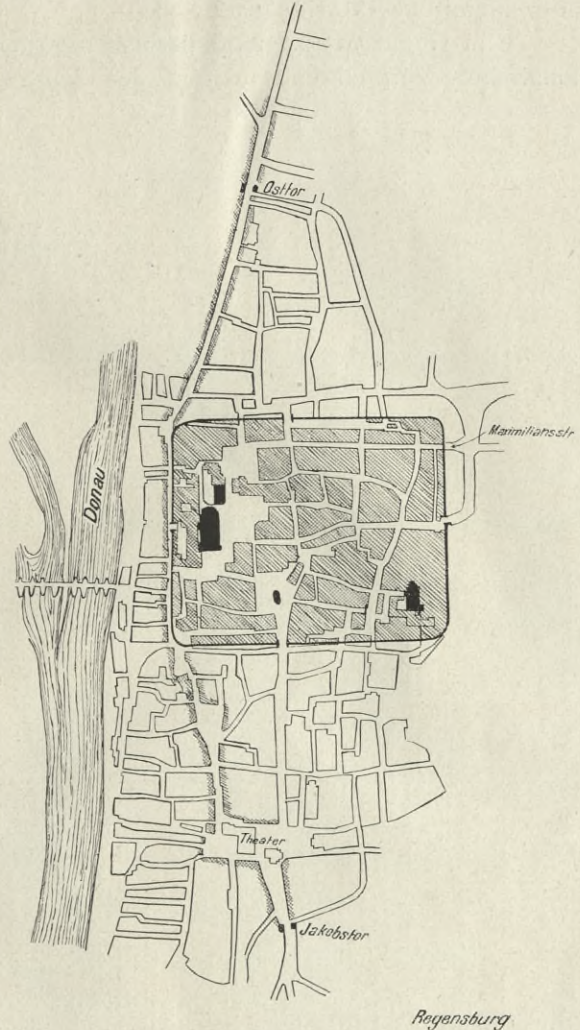 Osttor
Maximiliansstr
Donau
Theater
Jakobstor
Regensburg